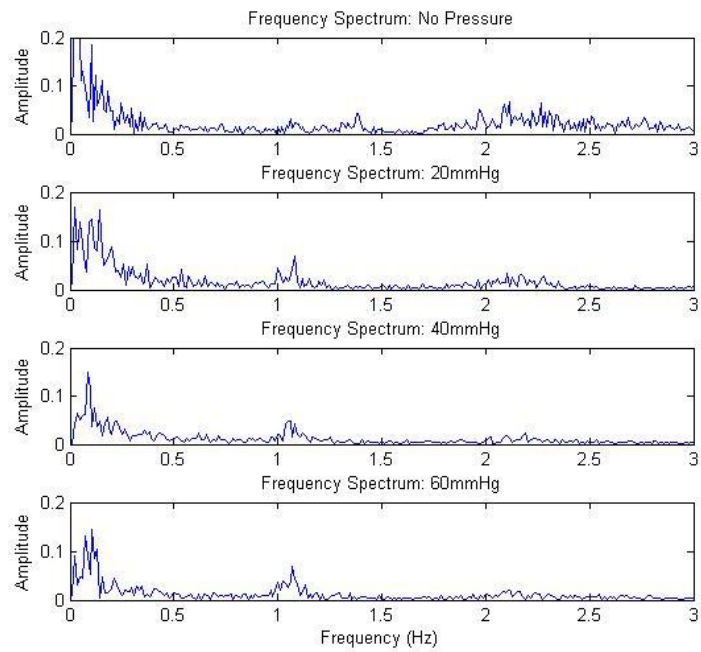 Frequency Spectrum: No Pressure
0.2
0.1
0
Amplitude
0 0.5 1 1.5 2 2.5 3
Frequency Spectrum: 20mmHg
0.2
0.1
0
Amplitude
0 0.5 1 1.5 2 2.5 3
Frequency Spectrum: 40mmHg
0.2
0.1
0
Amplitude
0 0.5 1 1.5 2 2.5 3
Frequency Spectrum: 60mmHg
0.2
0.1
0
Amplitude
0 0.5 1 1.5 2 2.5 3
Frequency (Hz)